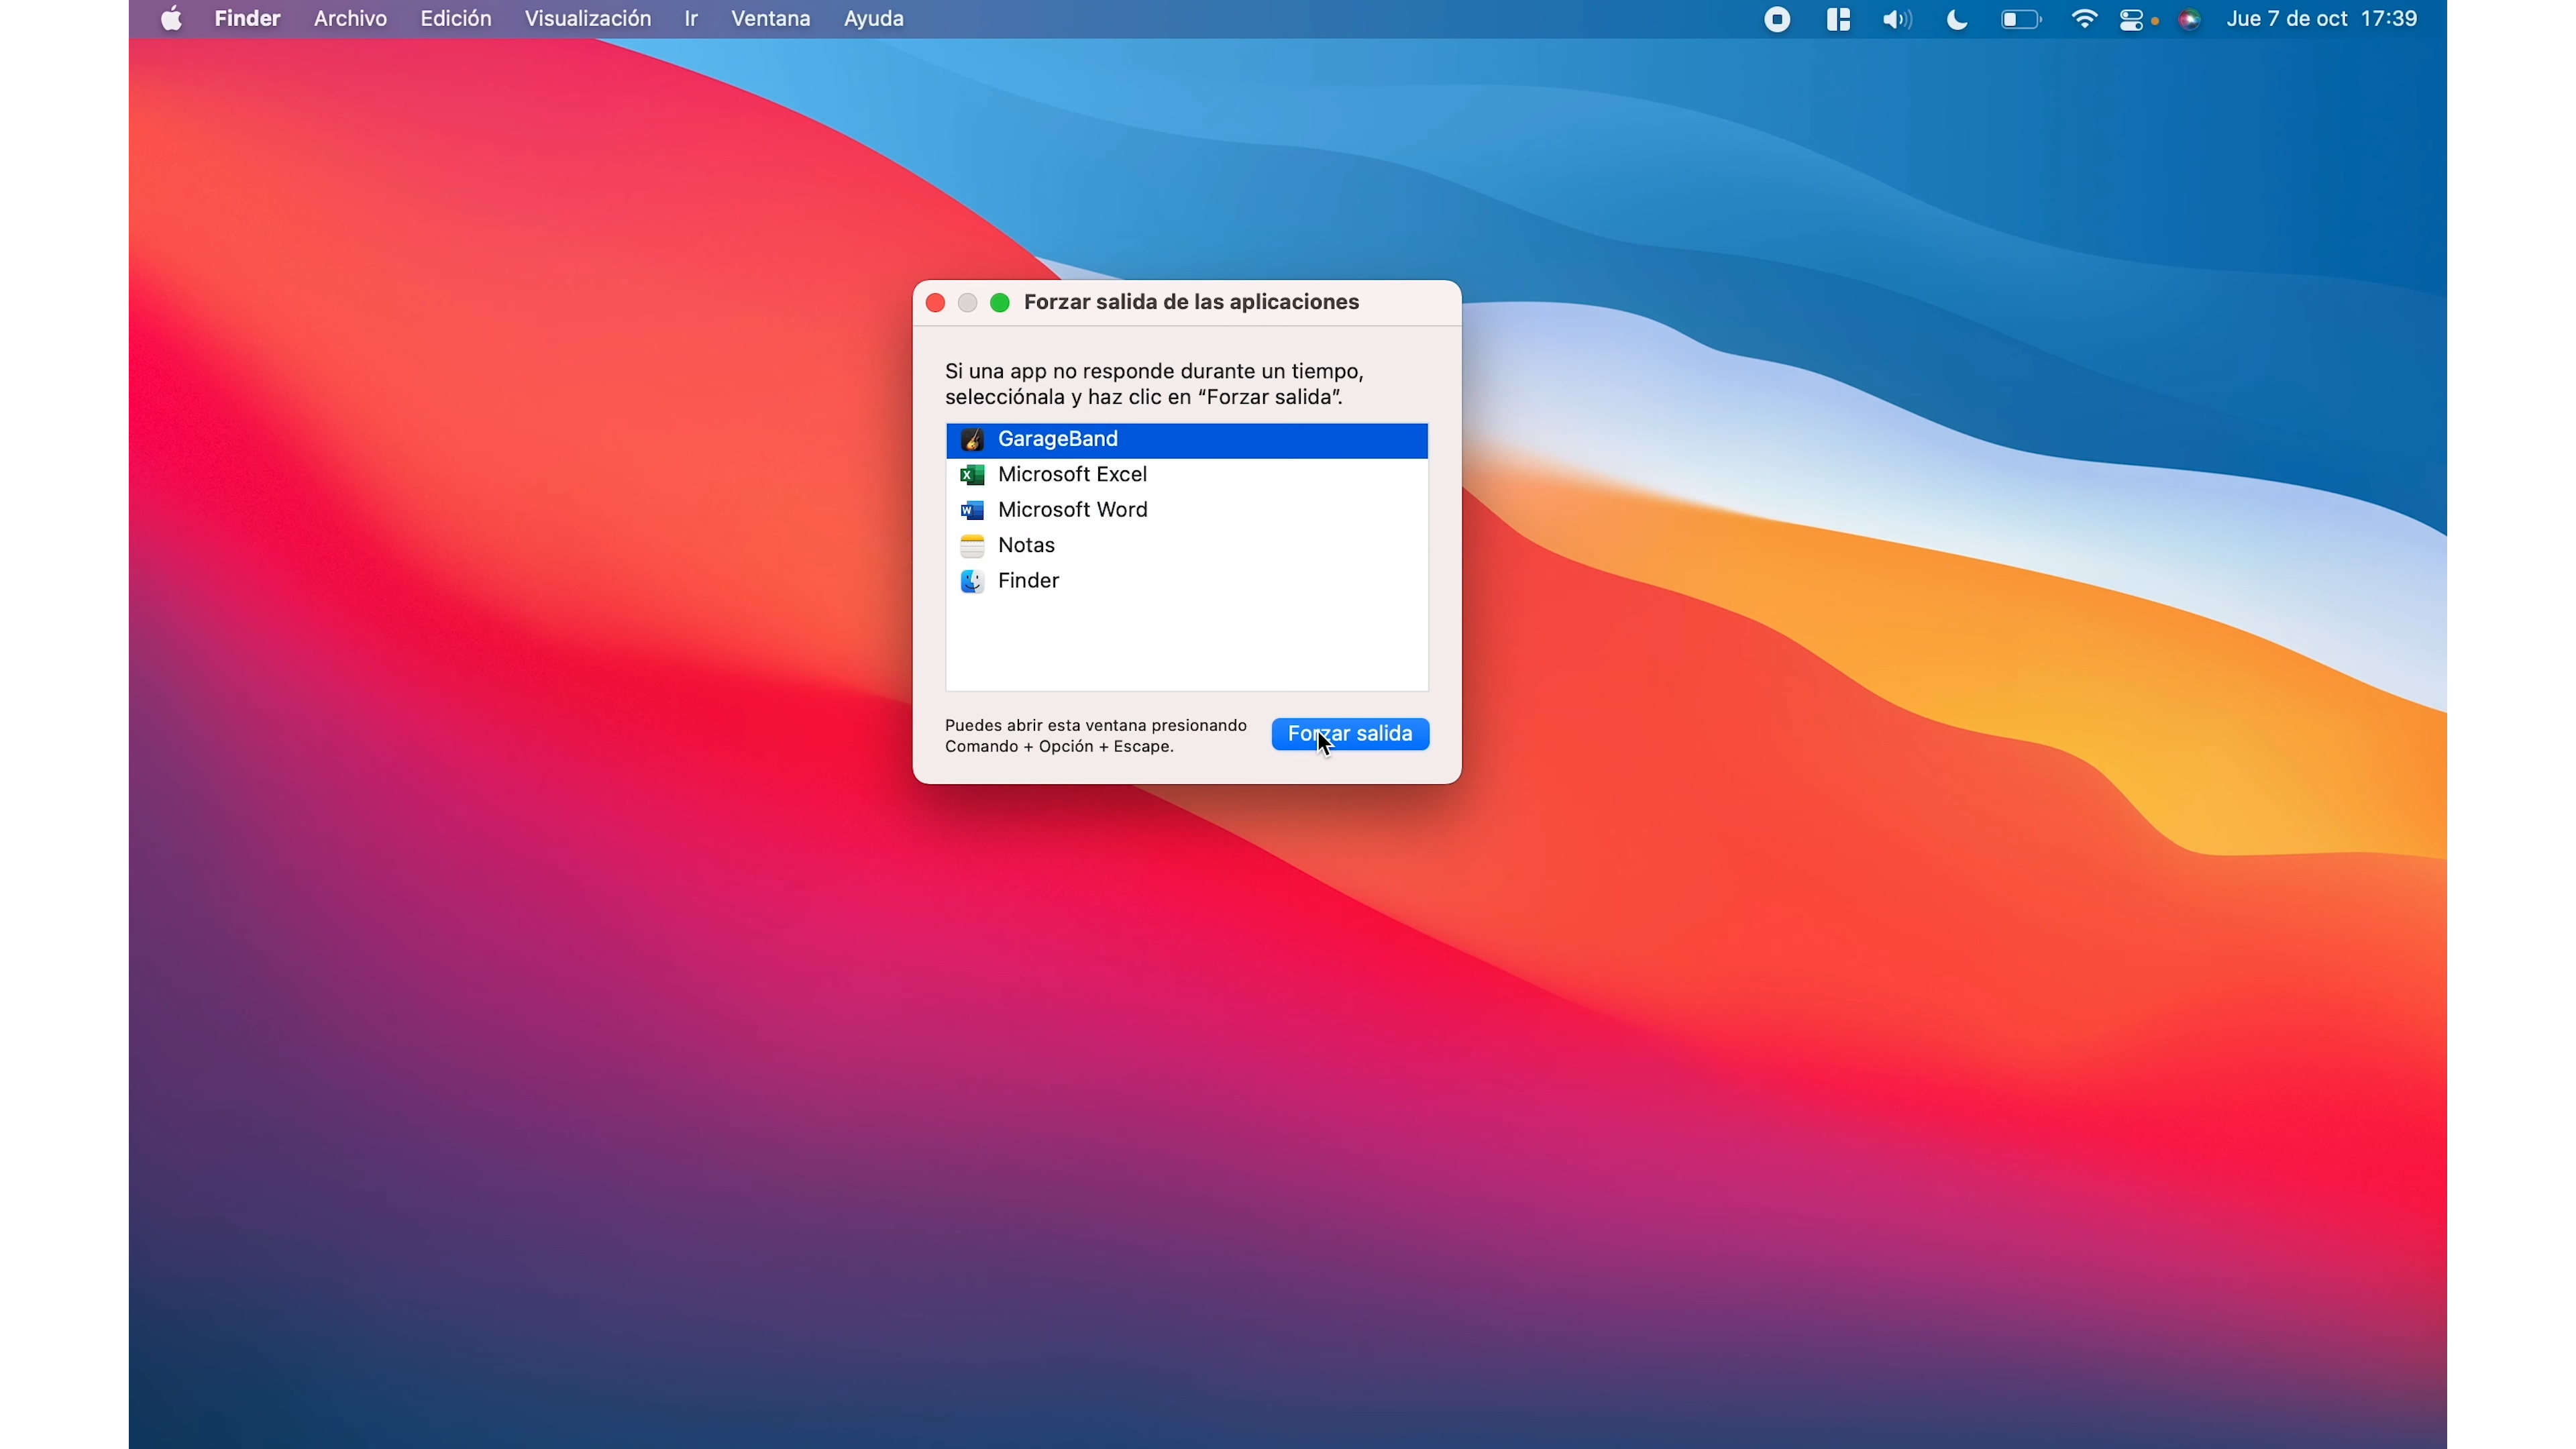 Finder Archivo Edición Visualización Ir Ventana Ayuda Jue 7 de oct 17:39
Forzar salida de las aplicaciones
Si una app no responde durante un tiempo,
selecciónala y haz clic en “Forzar salida”.
GarageBand
Microsoft Excel
Microsoft Word
Notas
Finder
Puedes abrir esta ventana presionando
Comando + Opción + Escape.
Forzar salida